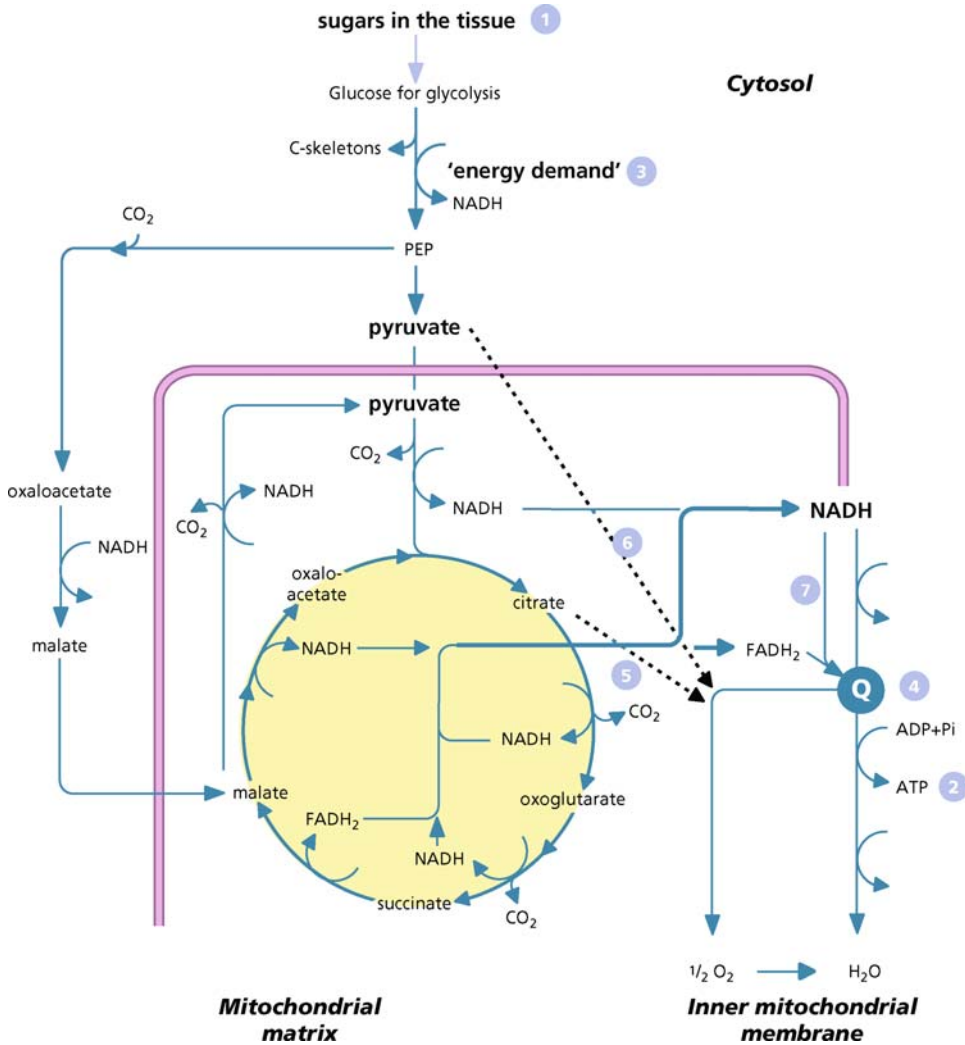 sugars in the tissue 1
Glucose for glycolysis
Cytosol
C-skeletons
'energy demand' 3
NADH
CO2
PEP
pyruvate
pyruvate
CO2
oxaloacetate
NADH
CO2
NADH
NADH
6
NADH
oxalo-
acetate
citrate
7
malate
NADH
FADH2
5
Q 4
CO2
NADH
ADP+Pi
malate
oxoglutarate
ATP 2
FADH2
NADH
succinate
CO2
1/2 O2
H2O
Mitochondrial
matrix
Inner mitochondrial
membrane